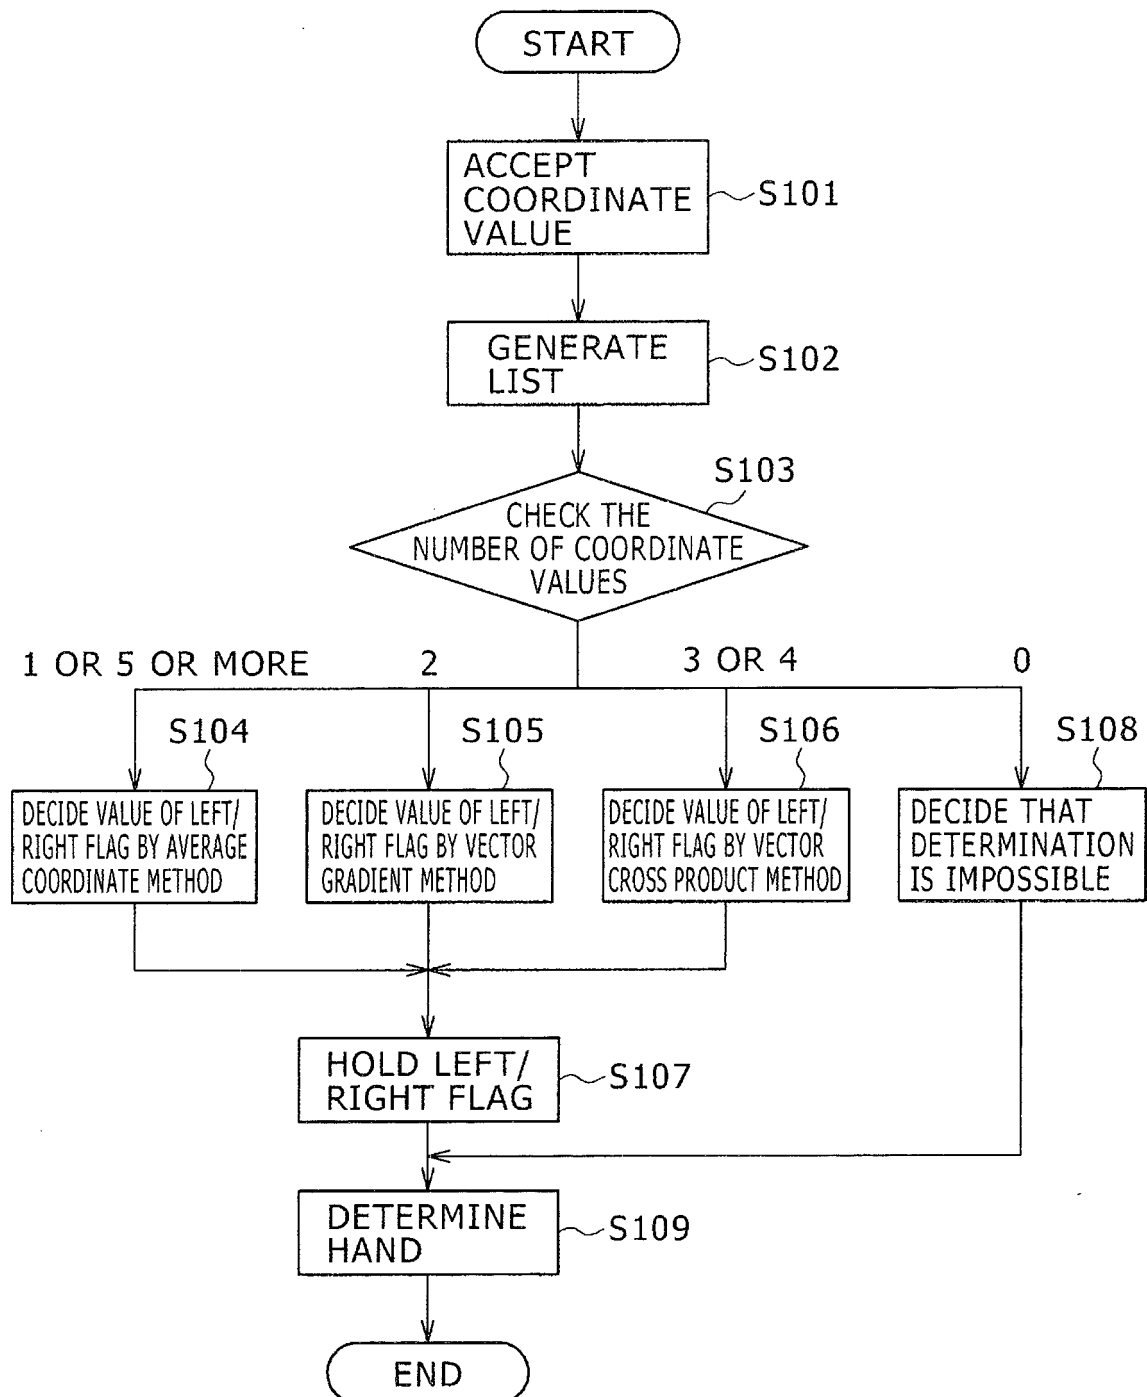 START
ACCEPT
COORDINATE
VALUE
S101
GENERATE
LIST
S102
S103
CHECK THE
NUMBER OF COORDINATE
VALUES
1 OR 5 OR MORE
2
3 OR 4
0
S104
S105
S106
S108
DECIDE VALUE OF LEFT/
RIGHT FLAG BY AVERAGE
COORDINATE METHOD
DECIDE VALUE OF LEFT/
RIGHT FLAG BY VECTOR
GRADIENT METHOD
DECIDE VALUE OF LEFT/
RIGHT FLAG BY VECTOR
CROSS PRODUCT METHOD
DECIDE THAT
DETERMINATION
IS IMPOSSIBLE
HOLD LEFT/
RIGHT FLAG
S107
DETERMINE
HAND
S109
END